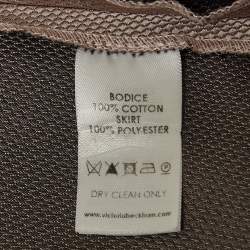 BODICE
100% COTTON
SKIRT
100% POLYESTER
DRY CLEAN ONLY
www.victoriabeckham.com